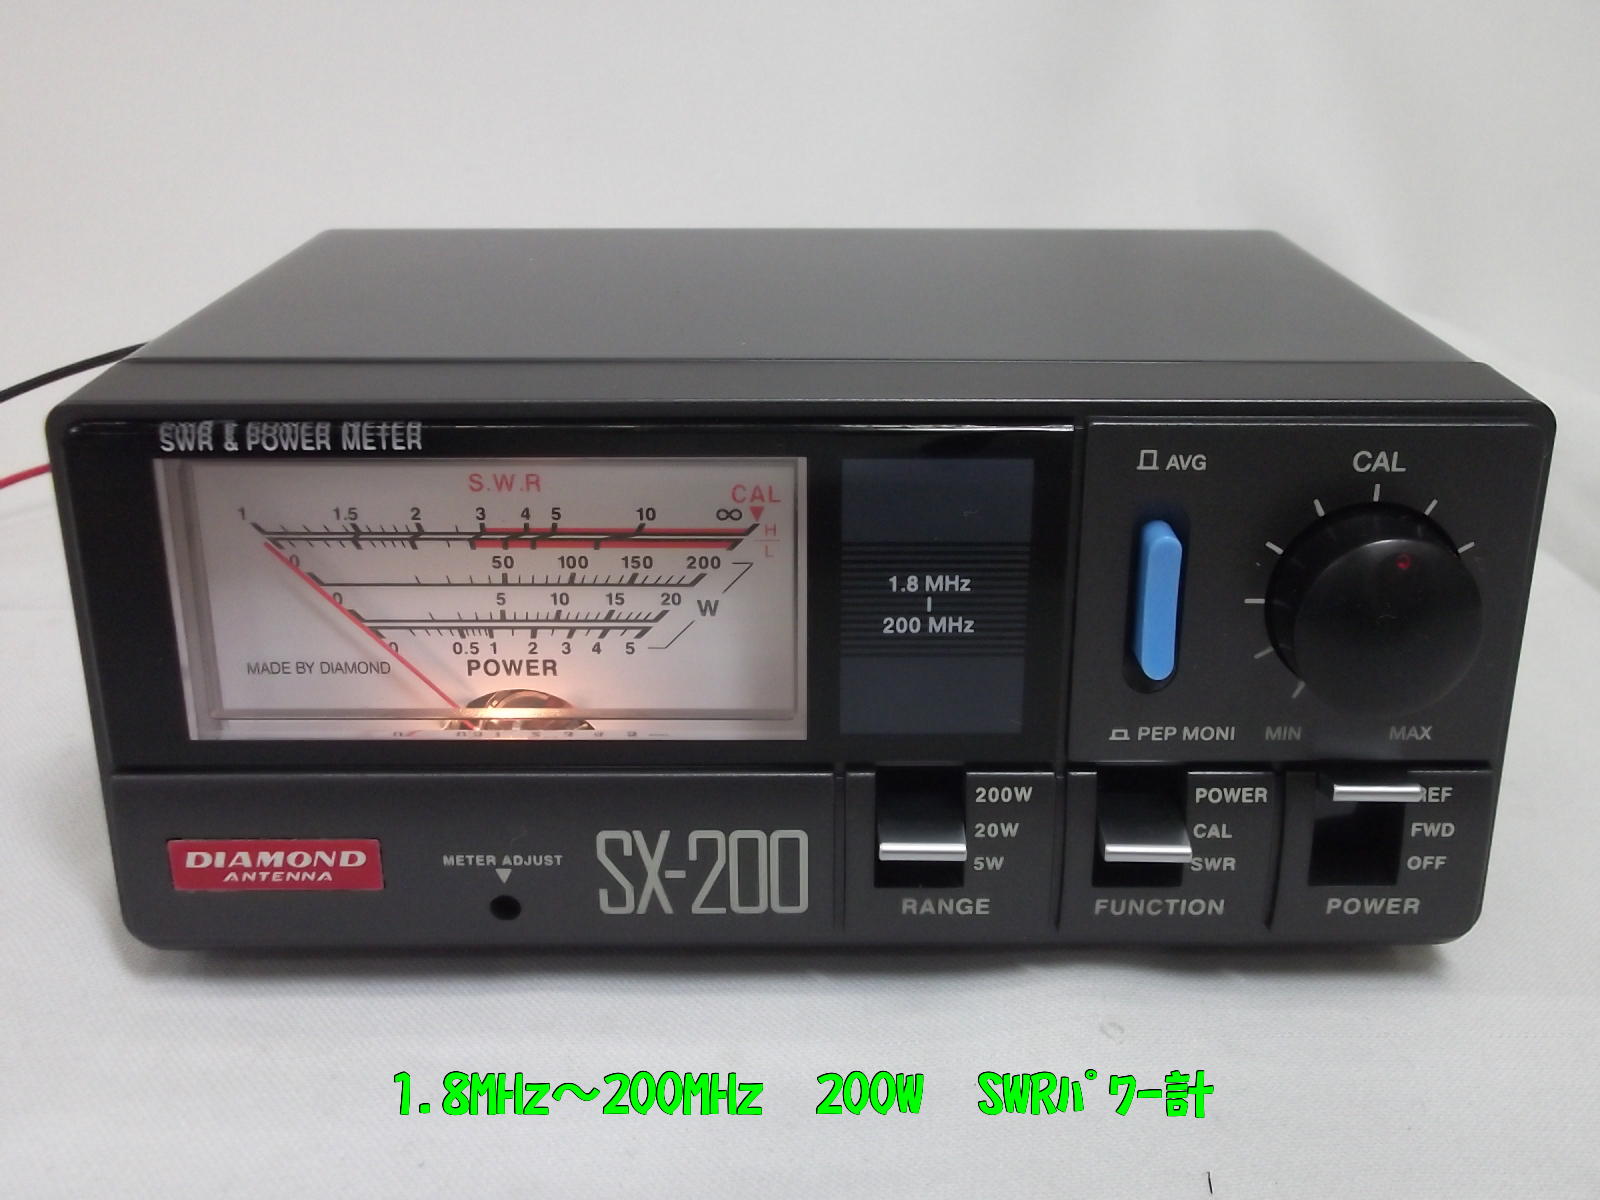 SWR & POWER METER
S.W.R
CAL
1 1.5 2 3 4 5 10 ∞
H
L
0 50 100 150 200
0 5 10 15 20
W
0 0.5 1 2 3 4 5
MADE BY DIAMOND
POWER
1.8 MHz
200 MHz
AVG
CAL
PEP MONI
MIN
MAX
DIAMOND
ANTENNA
METER ADJUST
SX-200
200W
20W
5W
RANGE
POWER
CAL
SWR
FUNCTION
REF
FWD
OFF
POWER
1.8MHz～200MHz 200W SWRﾊﾟﾜｰ計